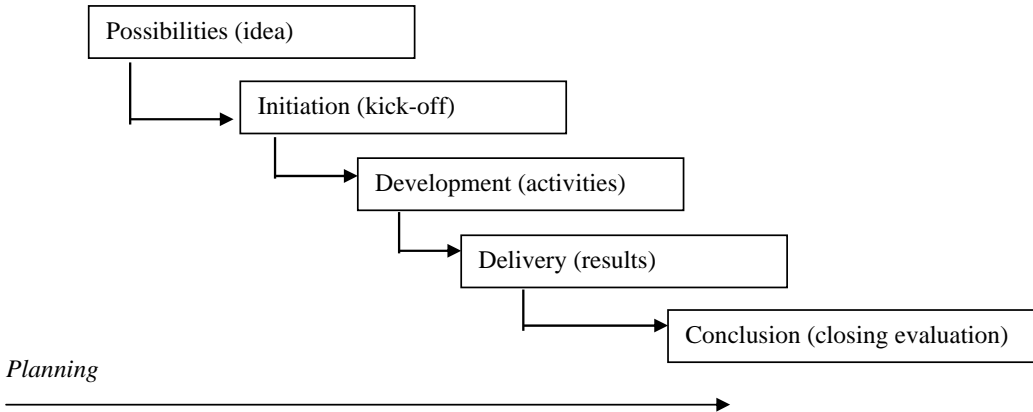 Possibilities (idea)
Initiation (kick-off)
Development (activities)
Delivery (results)
Conclusion (closing evaluation)
Planning